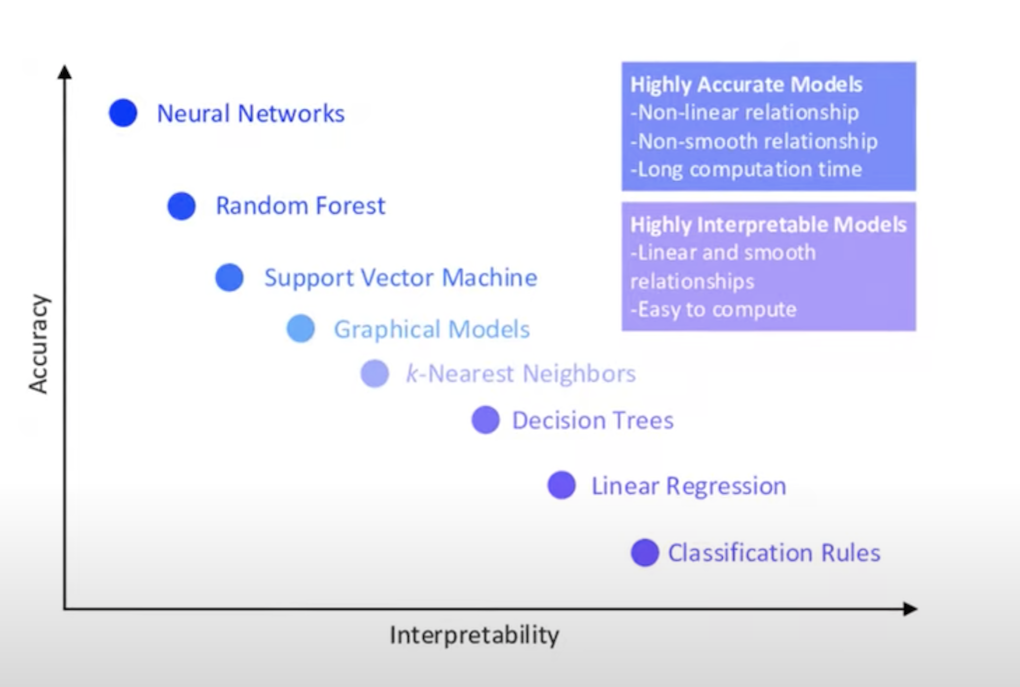 Neural Networks
Random Forest
Support Vector Machine
Graphical Models
k-Nearest Neighbors
Decision Trees
Linear Regression
Classification Rules
Highly Accurate Models
-Non-linear relationship
-Non-smooth relationship
-Long computation time
Highly Interpretable Models
-Linear and smooth
relationships
-Easy to compute
Accuracy
Interpretability